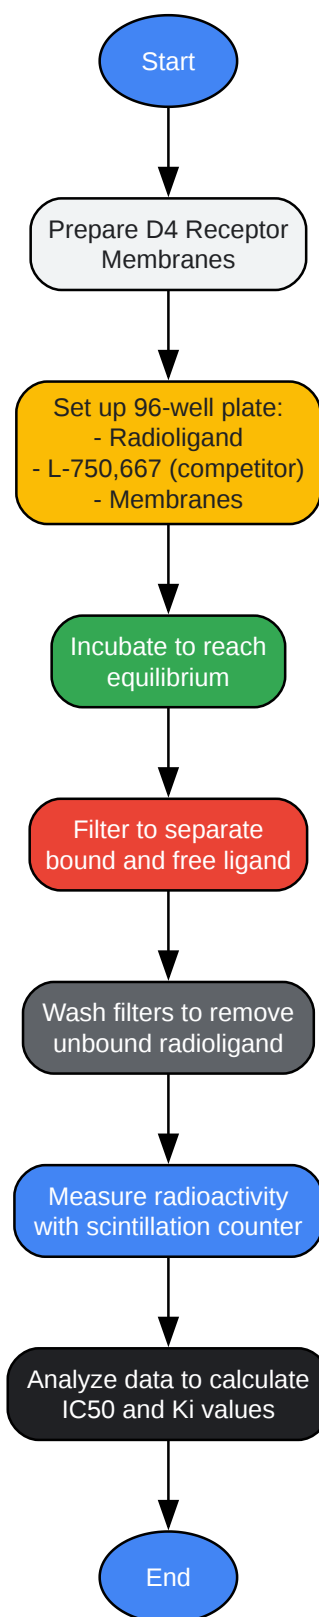 Start
Prepare D4 Receptor
Membranes
Set up 96-well plate:
- Radioligand
- L-750,667 (competitor)
- Membranes
Incubate to reach
equilibrium
Filter to separate
bound and free ligand
Wash filters to remove
unbound radioligand
Measure radioactivity
with scintillation counter
Analyze data to calculate
IC50 and Ki values
End